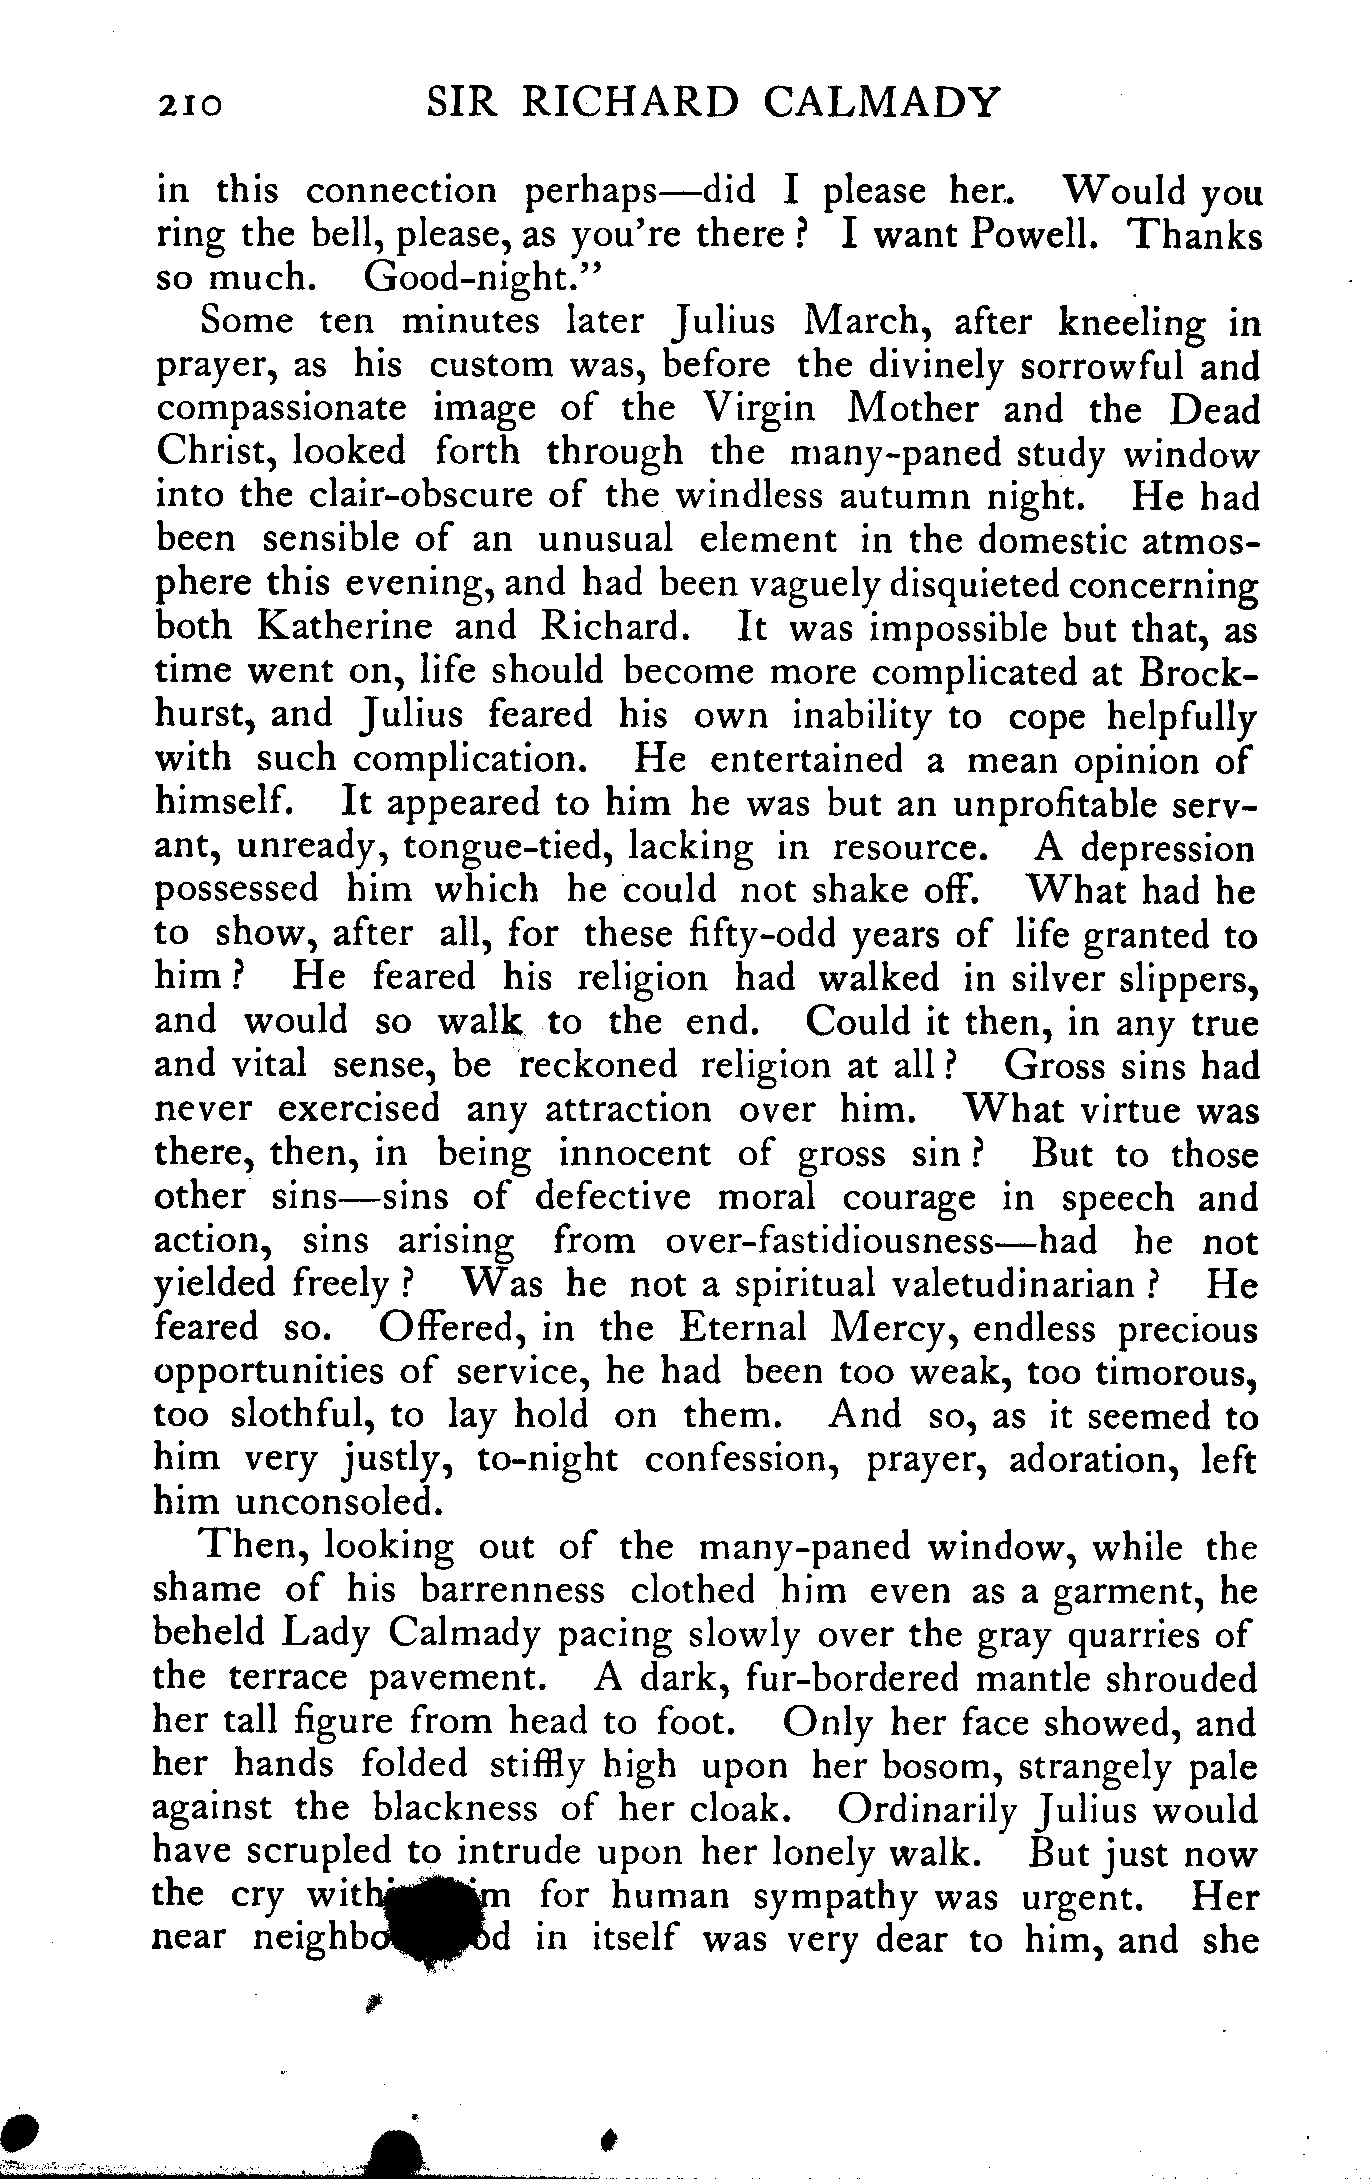 210 SIR RICHARD CALMADY
in this connection perhaps—did I please her. Would you
ring the bell, please, as you're there? I want Powell. Thanks
so much. Good-night."
Some ten minutes later Julius March, after kneeling in
prayer, as his custom was, before the divinely sorrowful and
compassionate image of the Virgin Mother and the Dead
Christ, looked forth through the many-paned study window
into the clair-obscure of the windless autumn night. He had
been sensible of an unusual element in the domestic atmos-
phere this evening, and had been vaguely disquieted concerning
both Katherine and Richard. It was impossible but that, as
time went on, life should become more complicated at Brock-
hurst, and Julius feared his own inability to cope helpfully
with such complication. He entertained a mean opinion of
himself. It appeared to him he was but an unprofitable serv-
ant, unready, tongue-tied, lacking in resource. A depression
possessed him which he could not shake off. What had he
to show, after all, for these fifty-odd years of life granted to
him? He feared his religion had walked in silver slippers,
and would so walk to the end. Could it then, in any true
and vital sense, be reckoned religion at all? Gross sins had
never exercised any attraction over him. What virtue was
there, then, in being innocent of gross sin? But to those
other sins—sins of defective moral courage in speech and
action, sins arising from over-fastidiousness—had he not
yielded freely? Was he not a spiritual valetudinarian? He
feared so. Offered, in the Eternal Mercy, endless precious
opportunities of service, he had been too weak, too timorous,
too slothful, to lay hold on them. And so, as it seemed to
him very justly, to-night confession, prayer, adoration, left
him unconsoled.
Then, looking out of the many-paned window, while the
shame of his barrenness clothed him even as a garment, he
beheld Lady Calmady pacing slowly over the gray quarries of
the terrace pavement. A dark, fur-bordered mantle shrouded
her tall figure from head to foot. Only her face showed, and
her hands folded stiffly high upon her bosom, strangely pale
against the blackness of her cloak. Ordinarily Julius would
have scrupled to intrude upon her lonely walk. But just now
the cry for human sympathy was urgent. Her
near in itself was very dear to him, and she